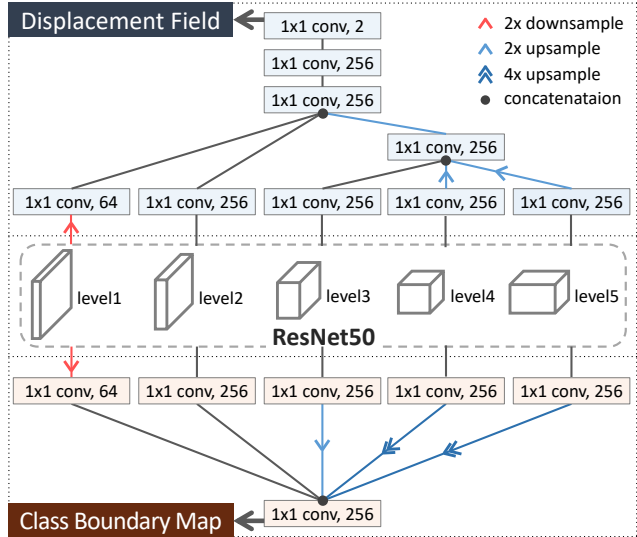 Displacement Field
1x1 conv, 2
2x downsample
2x upsample
4x upsample
concatenataion
1x1 conv, 256
1x1 conv, 256
1x1 conv, 256
1x1 conv, 64
1x1 conv, 256
1x1 conv, 256
1x1 conv, 256
1x1 conv, 256
level1
level2
level3
level4
level5
ResNet50
1x1 conv, 64
1x1 conv, 256
1x1 conv, 256
1x1 conv, 256
1x1 conv, 256
Class Boundary Map
1x1 conv, 256